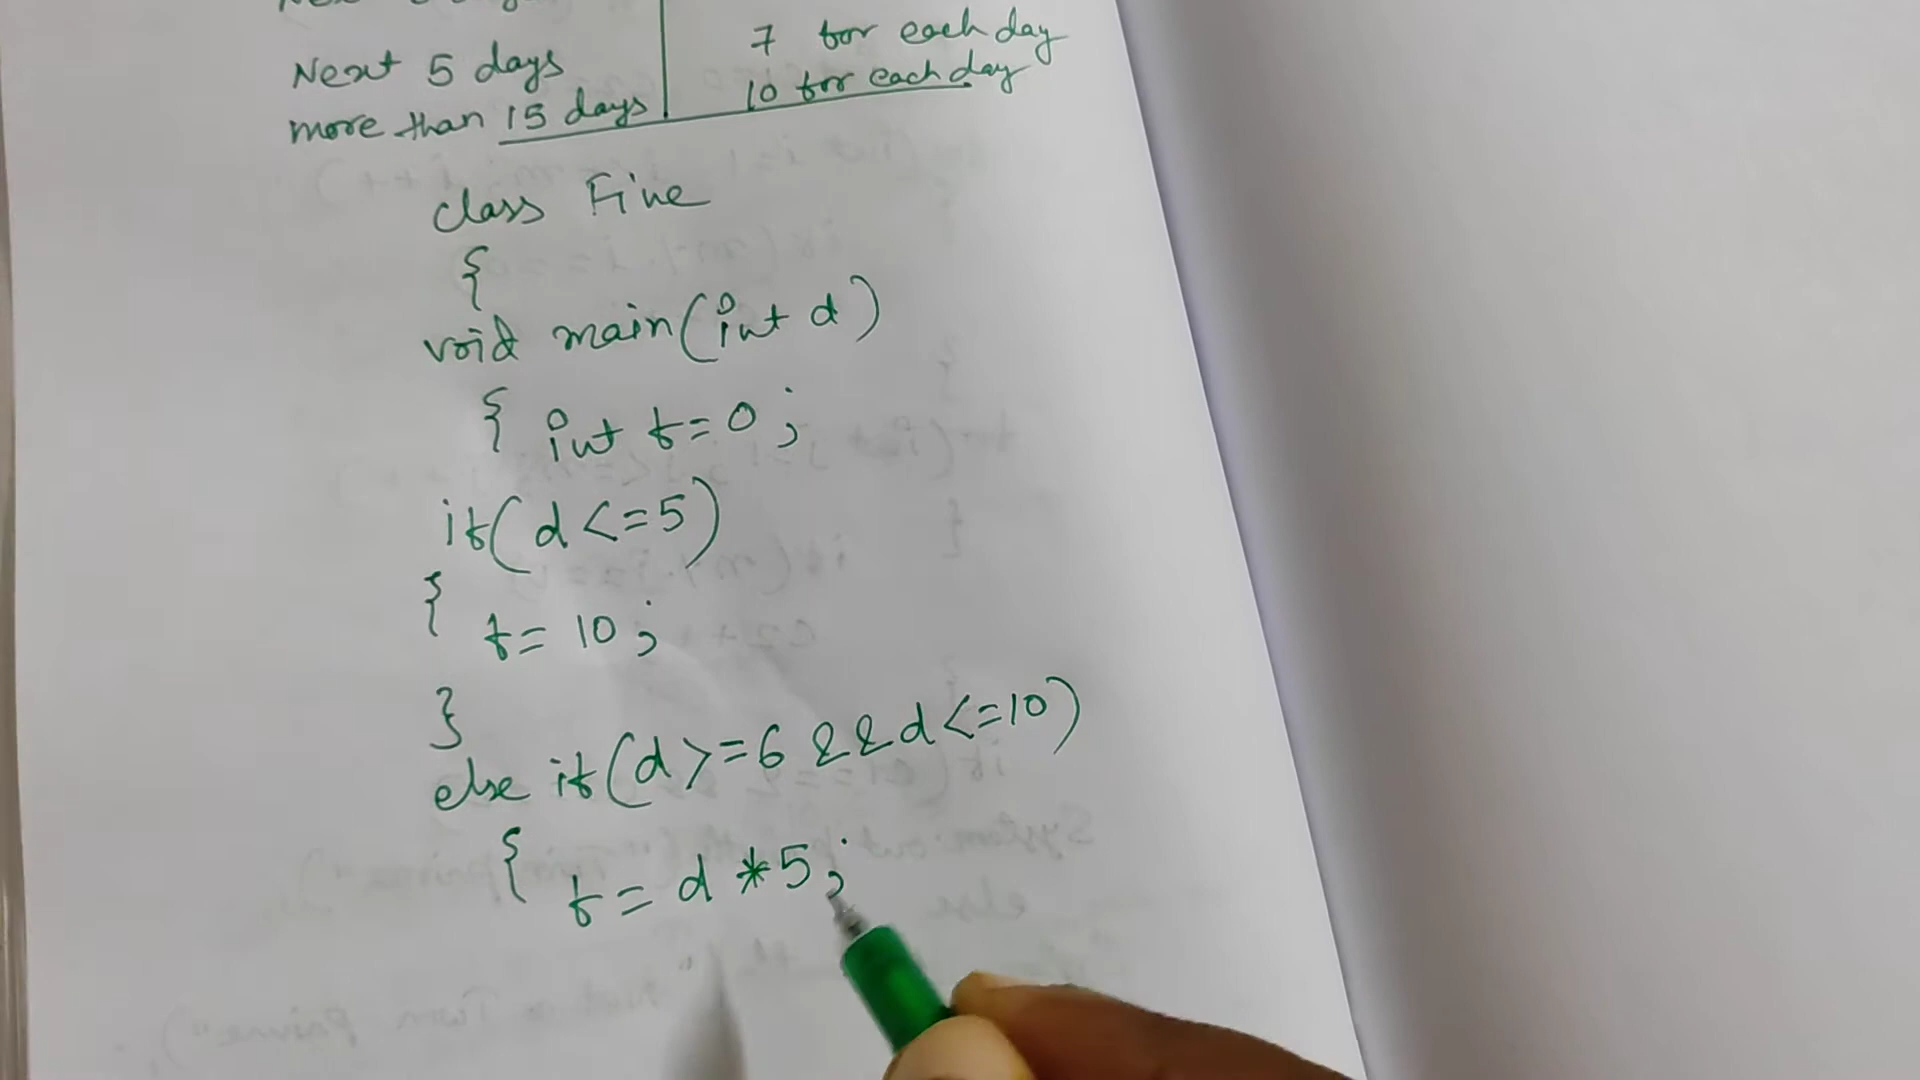 Next 5 days 7 for each day
more than 15 days 10 for each day
class Fine
{
void main(int d)
{ int f=0;
if(d<=5)
{
f= 10;
}
else if(d>=6 &&d<=10)
{ f= d *5;